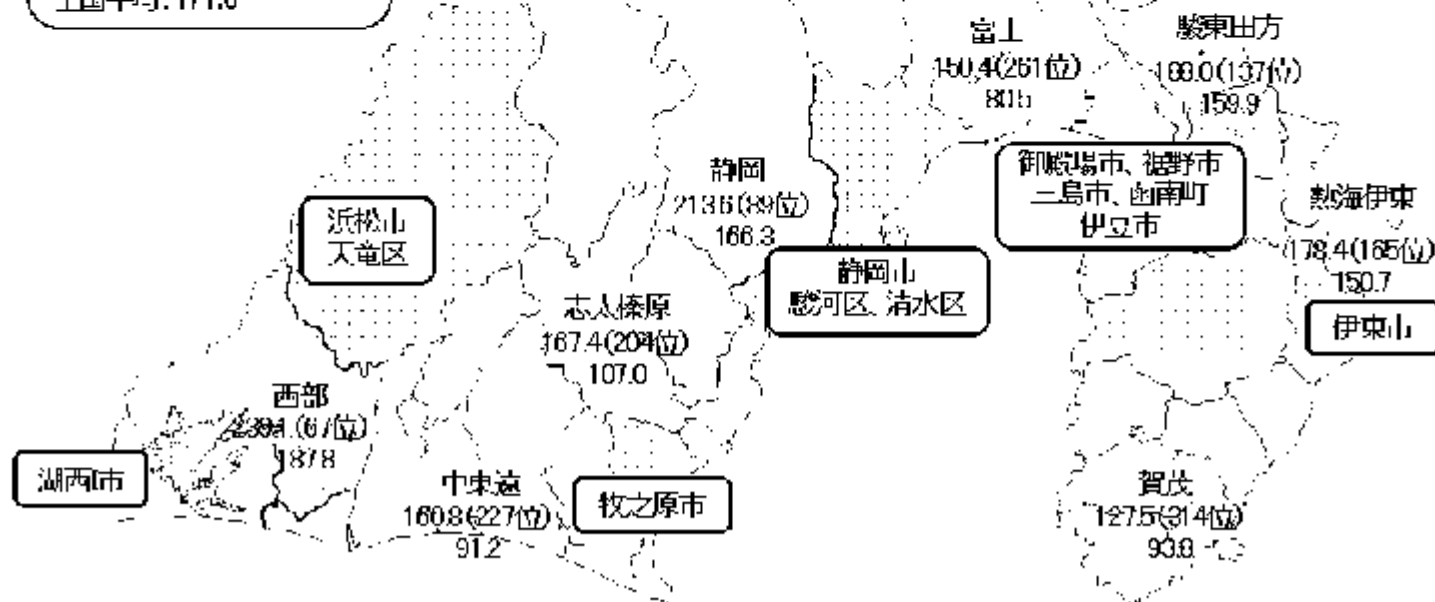 富士
150.4(261位)
80.5
駿東田方
188.0(137位)
159.9
御殿場市、裾野市
三島市、函南町
伊豆市
静岡
213.6(89位)
166.3
熱海伊東
178.4(165位)
150.7
浜松市
天竜区
静岡市
駿河区、清水区
伊東市
志太榛原
167.4(204位)
107.0
西部
(67位)
187.8
湖西市
中東遠
160.8(227位)
91.2
牧之原市
賀茂
127.5(314位)
93.8